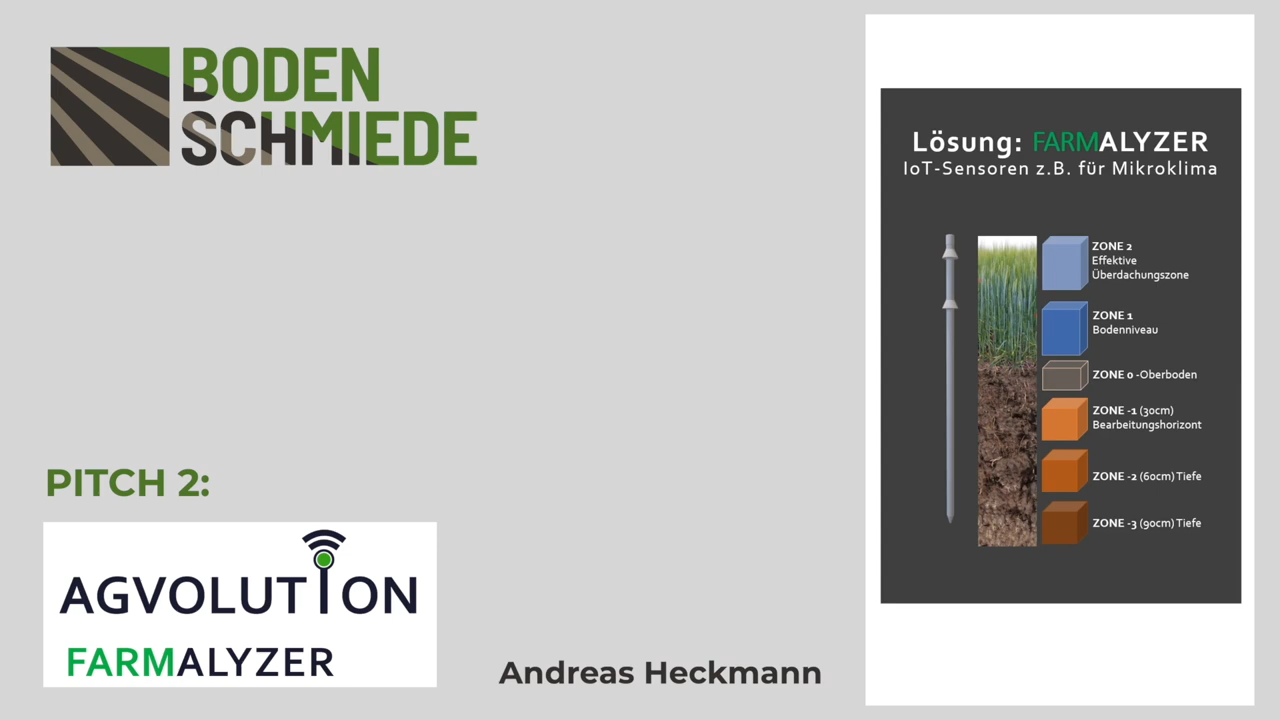 BODEN
SCHMIEDE
PITCH 2:
AGVOLUTION
FARMALYZER
Andreas Heckmann
Lösung: FARMALYZER
IoT-Sensoren z.B. für Mikroklima
ZONE 2
Effektive
Überdachungszone
ZONE 1
Bodenniveau
ZONE 0 -Oberboden
ZONE -1 (30cm)
Bearbeitungshorizont
ZONE -2 (60cm) Tiefe
ZONE -3 (90cm) Tiefe